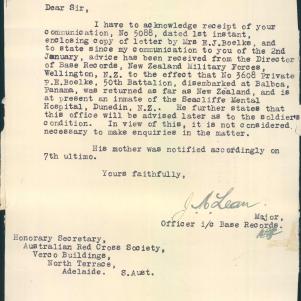 Dear Sir,
I have to acknowledge receipt of your
communication, No 5088, dated 1st instant,
enclosing copy of letter by Mrs E.J.Boelke, and
to state since my communication to you of the 2nd
January, advice has been received from the Director
of Base Records, New Zealand Military Forces,
Wellington, N.Z. to the effect that No 3608 Private
P.E.Boelke, 50th Battalion, disembarked at Balboa,
Panama, was returned as far as New Zealand, and is
at present an inmate of the Seacliffe Mental
Hospital, Dunedin, N.Z.. He further states that
this office will be advised later as to the soldier's
condition. In view of this, it is not considered
necessary to make enquiries in the matter.
His mother was notified accordingly on
7th ultimo.
Yours faithfully,
J McLean
Major,
Officer i/c Base Records.
Honorary Secretary,
Australian Red Cross Society,
Verco Buildings,
North Terrace,
Adelaide. S.Aust.